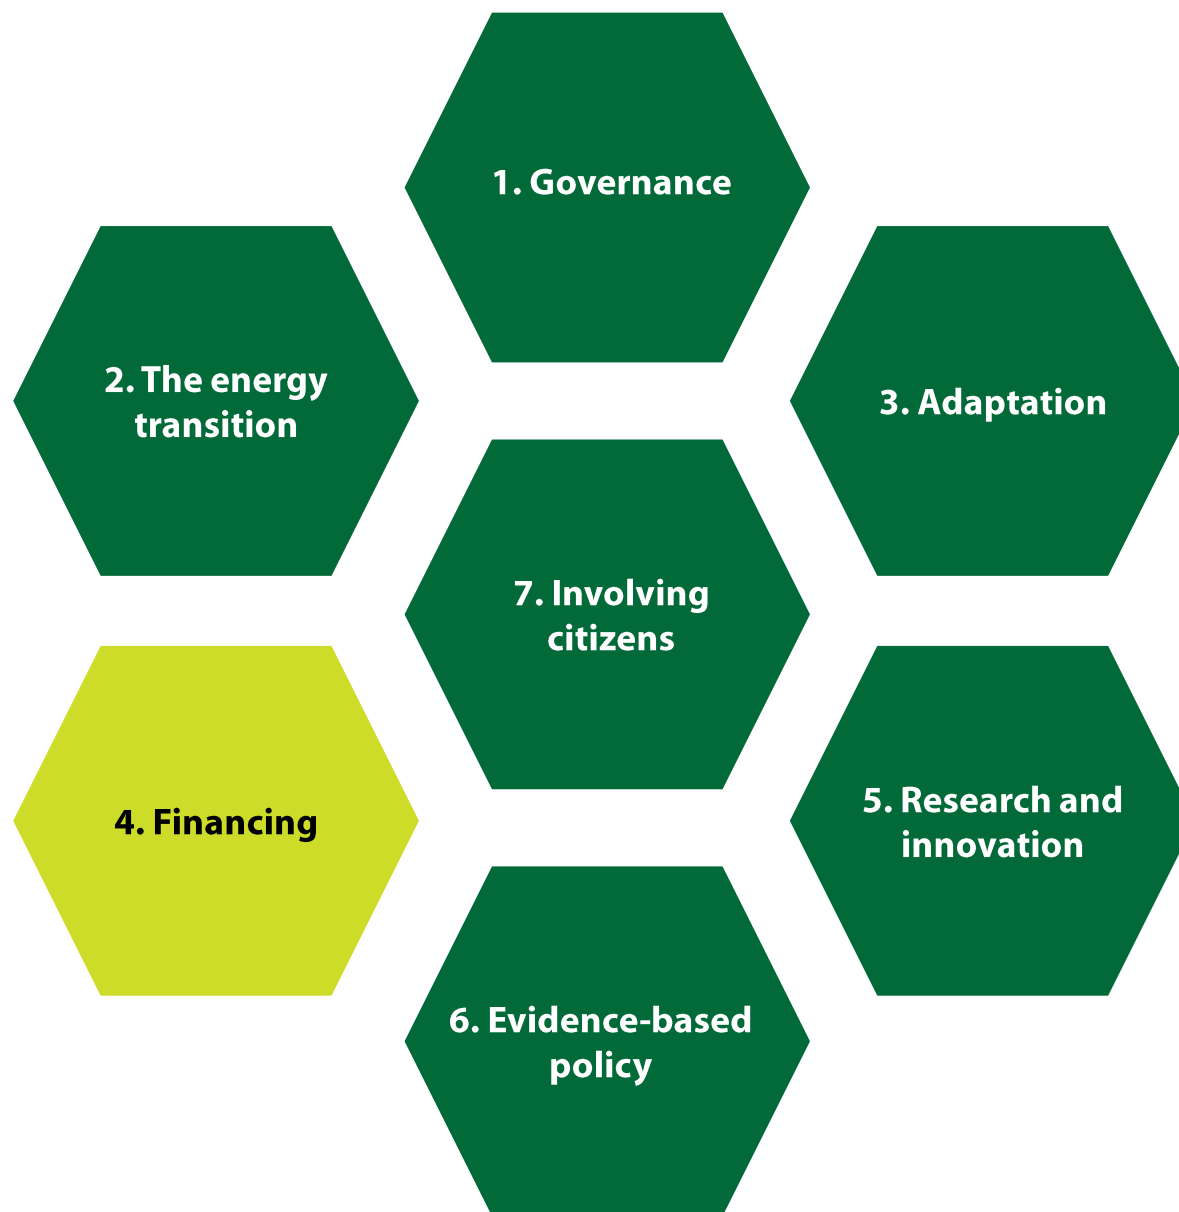 1. Governance
2. The energy
transition
3. Adaptation
7. Involving
citizens
4. Financing
5. Research and
innovation
6. Evidence-based
policy